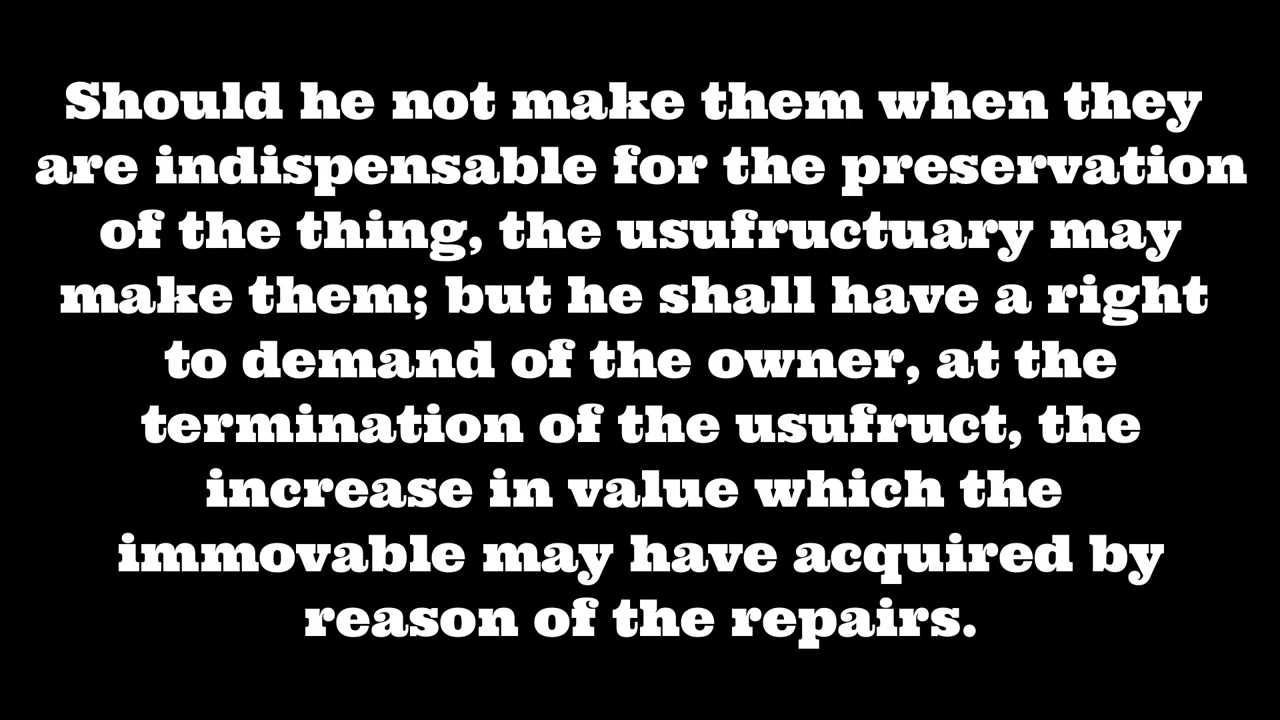 Should he not make them when they
are indispensable for the preservation
of the thing, the usufructuary may
make them; but he shall have a right
to demand of the owner, at the
termination of the usufruct, the
increase in value which the
immovable may have acquired by
reason of the repairs.